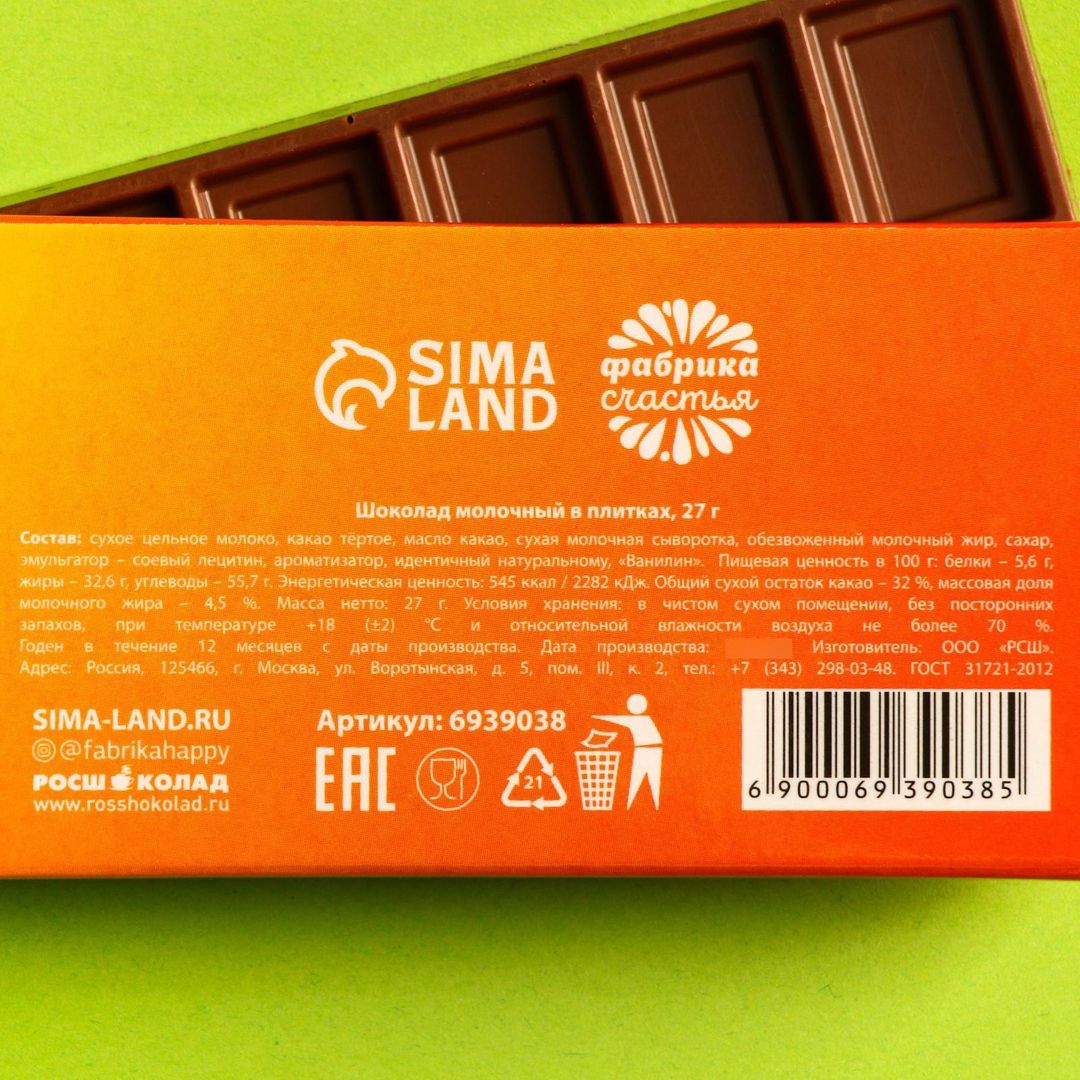 SIMA
LAND
фабрика
счастья
Шоколад молочный в плитках, 27 г
Состав: сухое цельное молоко, какао тёртое, масло какао, сухая молочная сыворотка, обезвоженный молочный жир, сахар,
эмульгатор – соевый лецитин, ароматизатор, идентичный натуральному, «Ванилин». Пищевая ценность в 100 г: белки – 5,6 г,
жиры – 32,6 г, углеводы – 55,7 г. Энергетическая ценность: 545 ккал / 2282 кДж. Общий сухой остаток какао – 32 %, массовая доля
молочного жира – 4,5 %. Масса нетто: 27 г. Условия хранения: в чистом сухом помещении, без посторонних
запахов, при температуре +18 (±2) °С и относительной влажности воздуха не более 70 %.
Годен в течение 12 месяцев с даты производства. Дата производства: Изготовитель: ООО «РСШ».
Адрес: Россия, 125466, г. Москва, ул. Воротынская, д. 5, пом. III, к. 2, тел.: +7 (343) 298-03-48. ГОСТ 31721-2012
SIMA-LAND.RU
@fabrikahappy
РОСШОКОЛАД
www.rosshokolad.ru
Артикул: 6939038
EAC
21
6 900069 390385